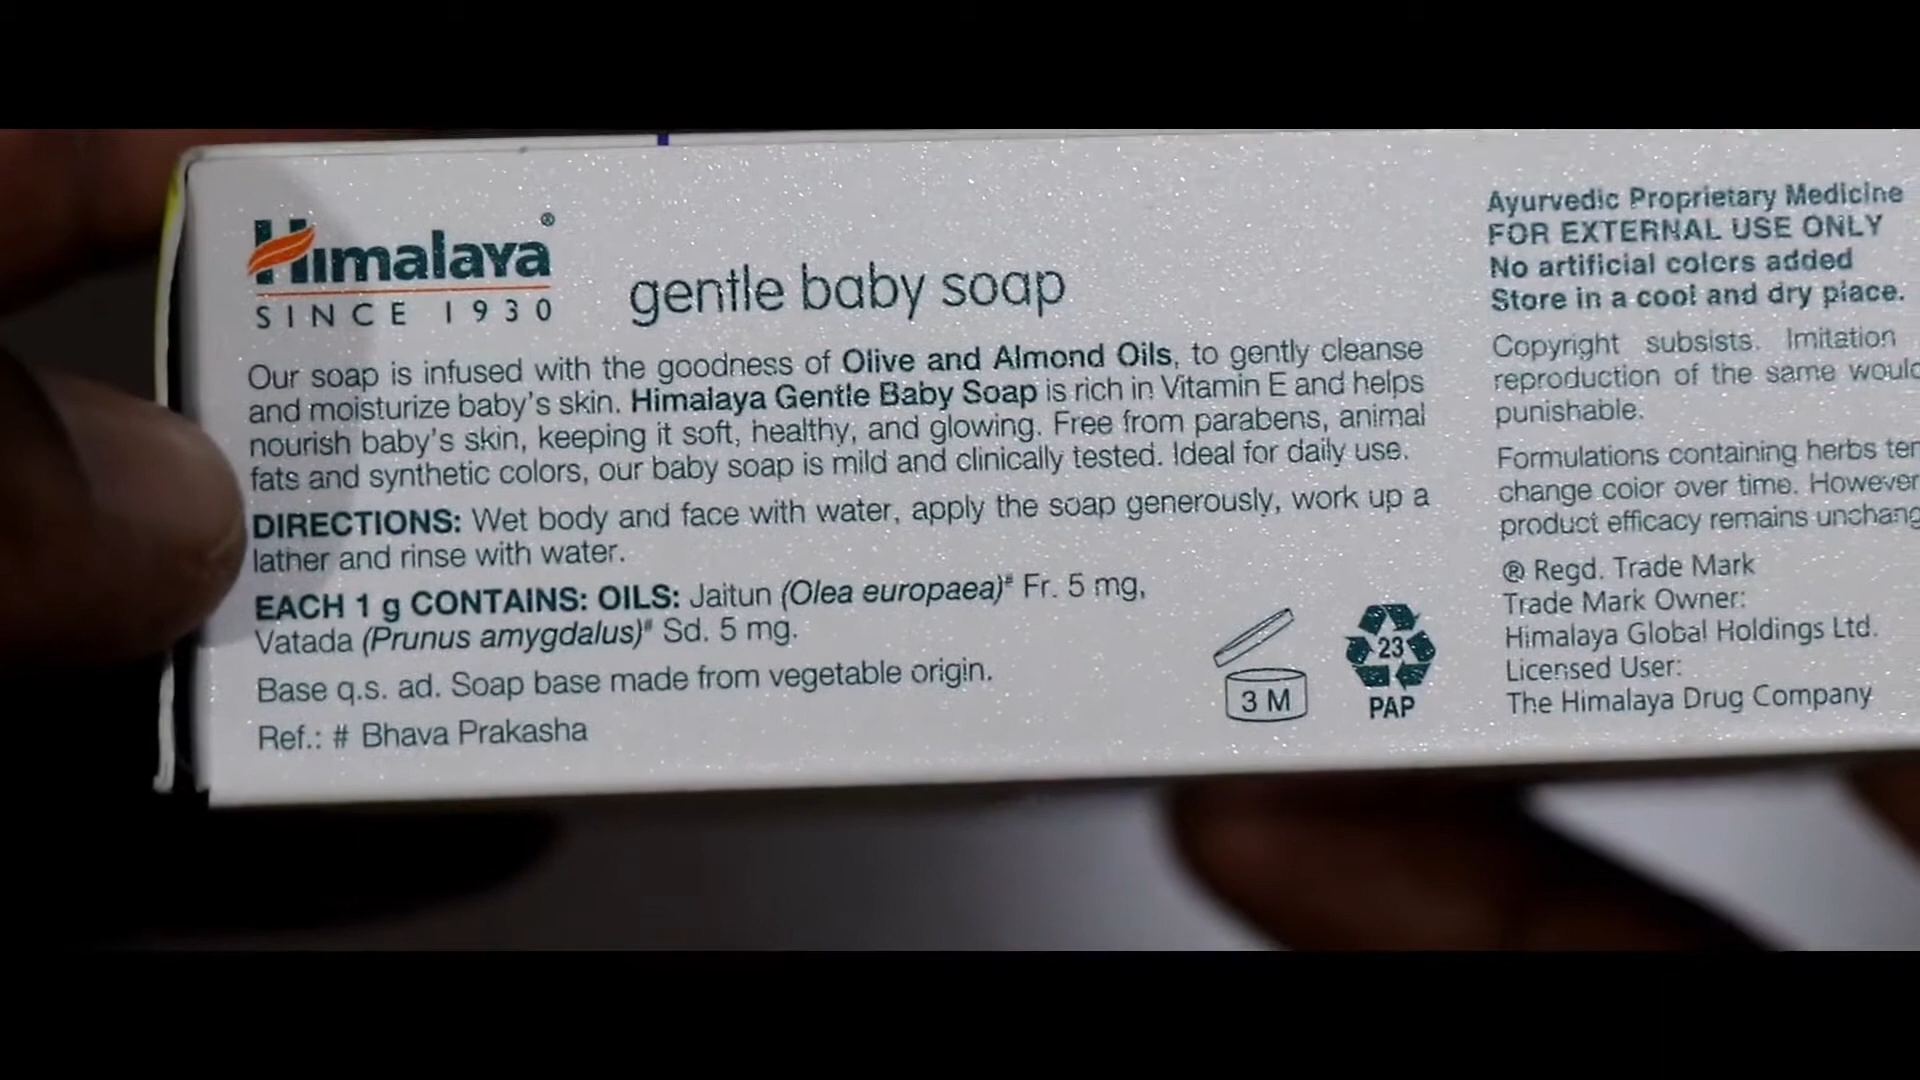 Himalaya®
SINCE 1930
gentle baby soap
Our soap is infused with the goodness of Olive and Almond Oils, to gently cleanse
and moisturize baby's skin. Himalaya Gentle Baby Soap is rich in Vitamin E and helps
nourish baby's skin, keeping it soft, healthy, and glowing. Free from parabens, animal
fats and synthetic colors, our baby soap is mild and clinically tested. Ideal for daily use.
DIRECTIONS: Wet body and face with water, apply the soap generously, work up a
lather and rinse with water.
EACH 1 g CONTAINS: OILS: Jaitun (Olea europaea)# Fr. 5 mg,
Vatada (Prunus amygdalus)# Sd. 5 mg.
Base q.s. ad. Soap base made from vegetable origin.
Ref.: # Bhava Prakasha
3 M
23
PAP
Ayurvedic Proprietary Medicine
FOR EXTERNAL USE ONLY
No artificial colors added
Store in a cool and dry place.
Copyright subsists. Imitation
reproduction of the same
punishable.
Formulations containing herbs
change color over time. However
product efficacy remains
® Regd. Trade Mark
Trade Mark Owner:
Himalaya Global Holdings Ltd.
Licensed User:
The Himalaya Drug Company